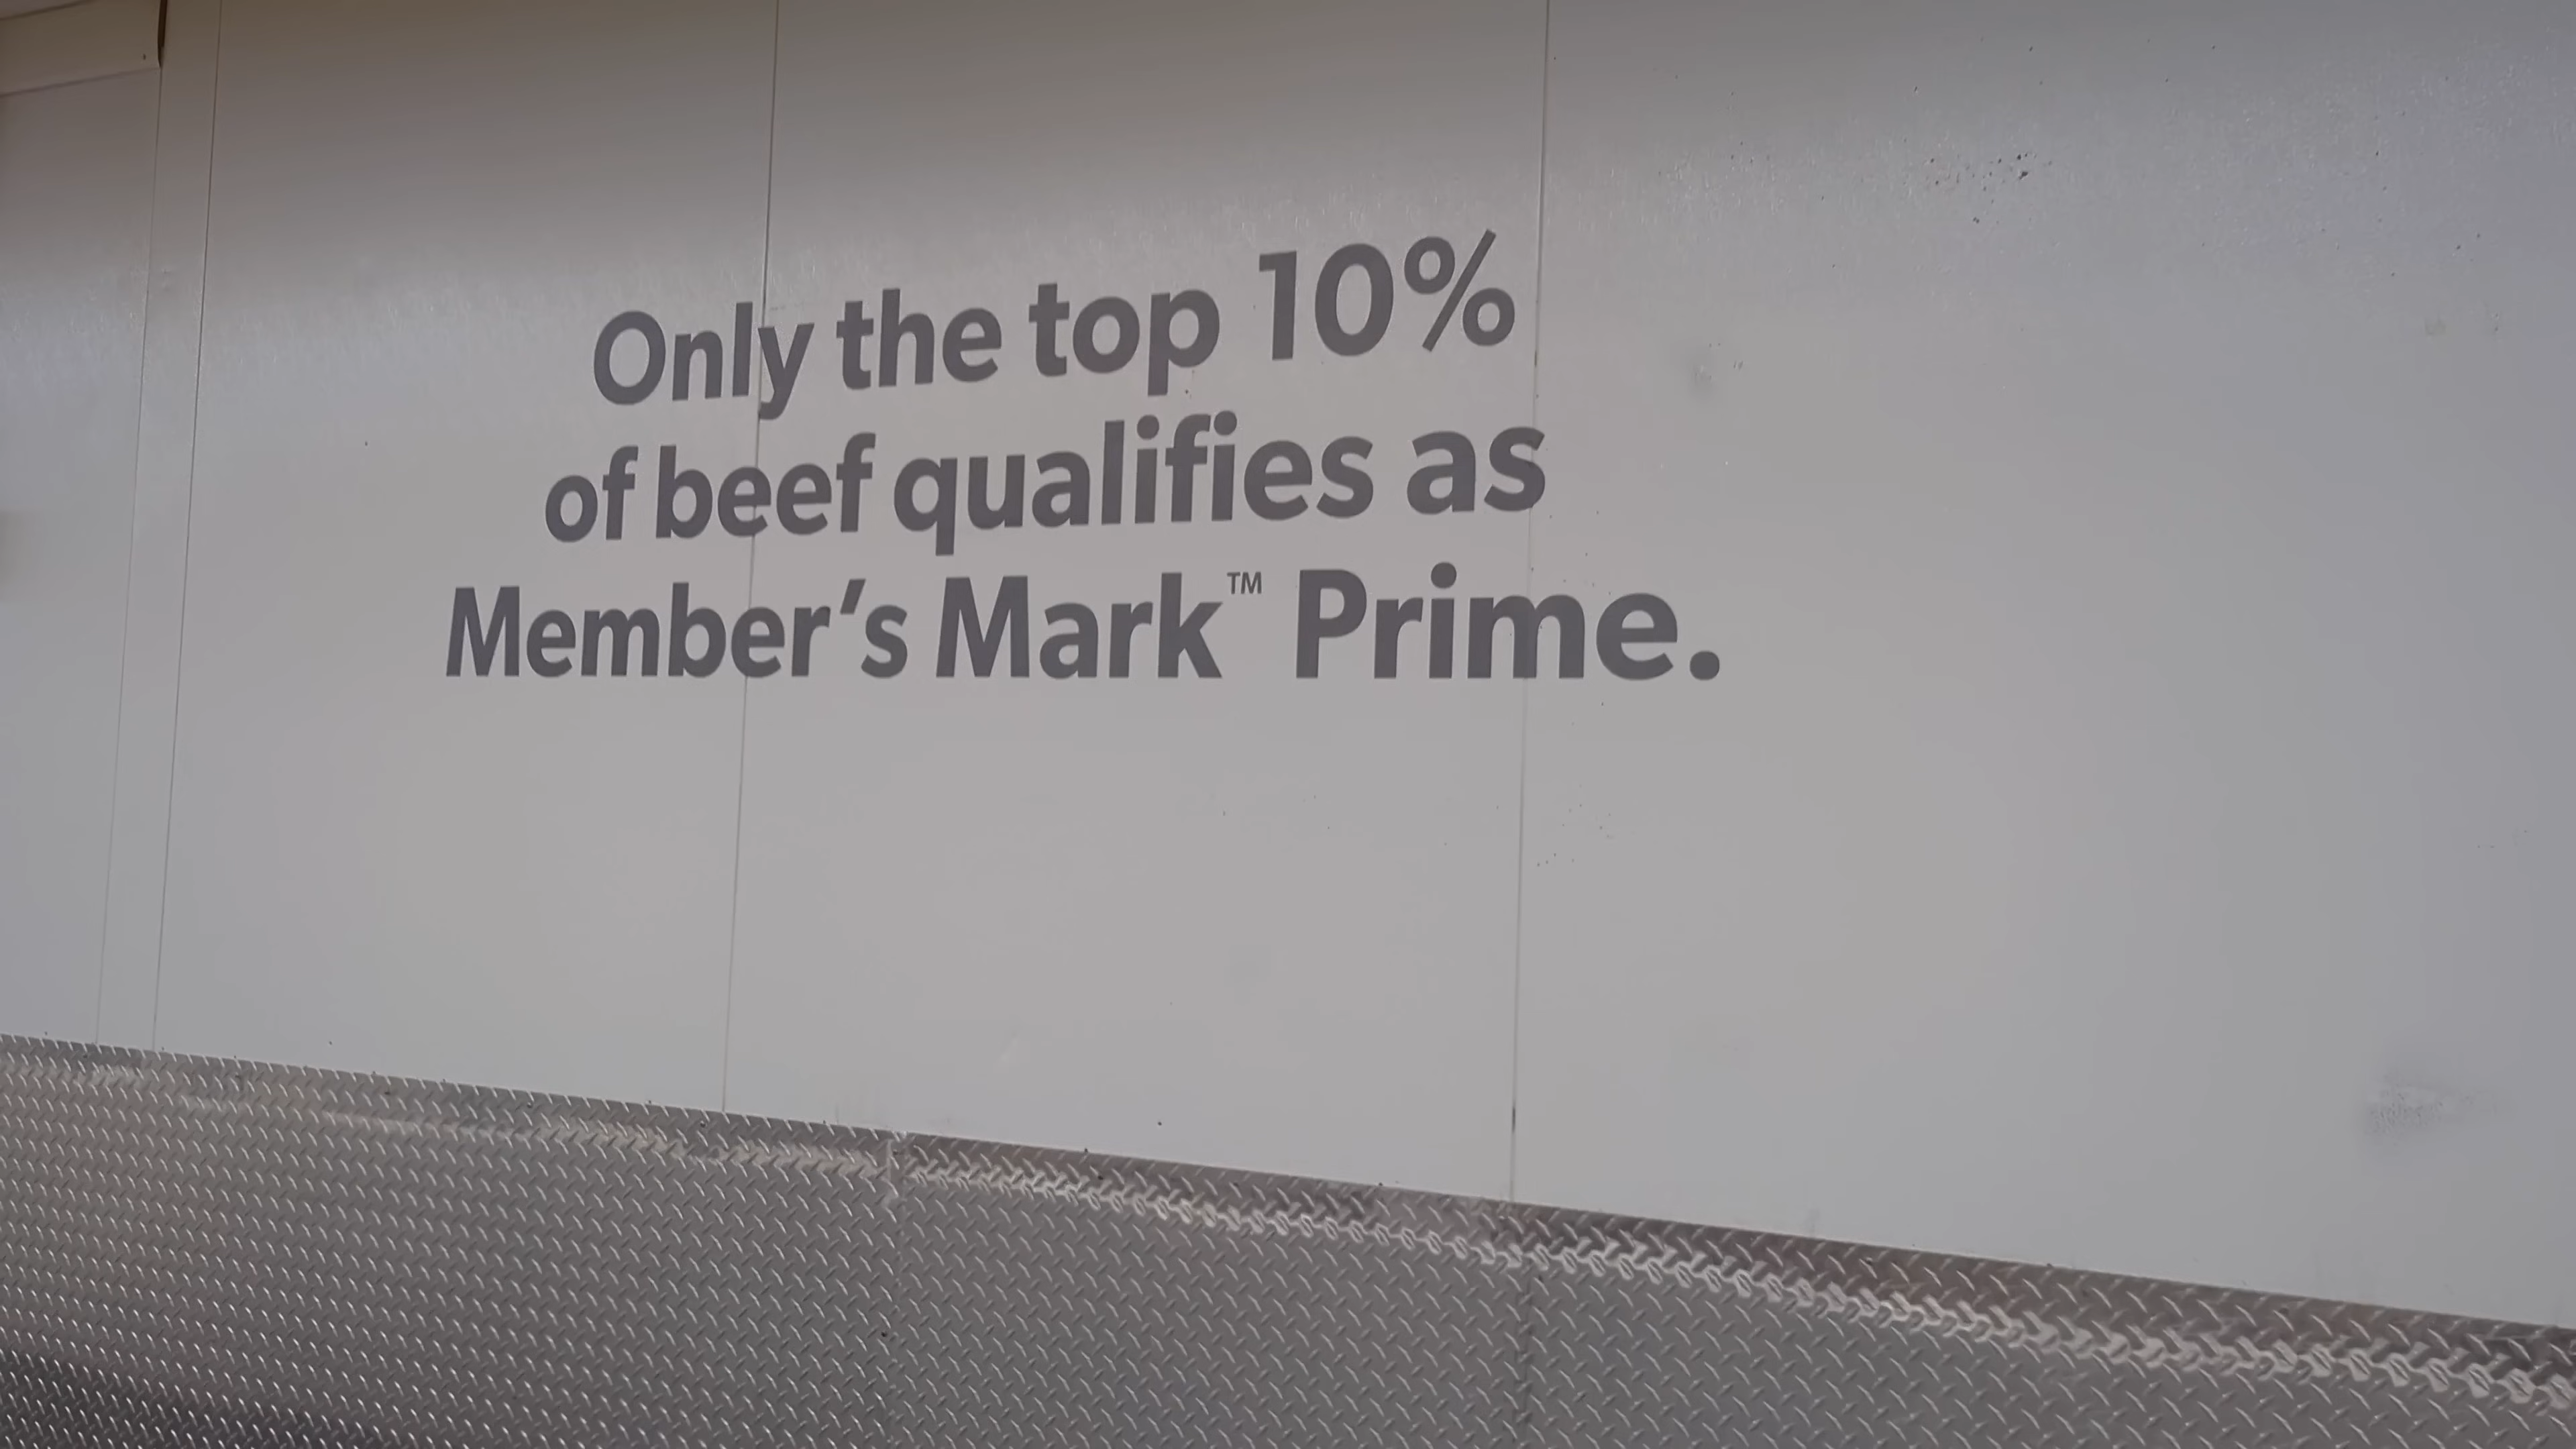 Only the top 10%
of beef qualifies as
Member’s Mark™ Prime.